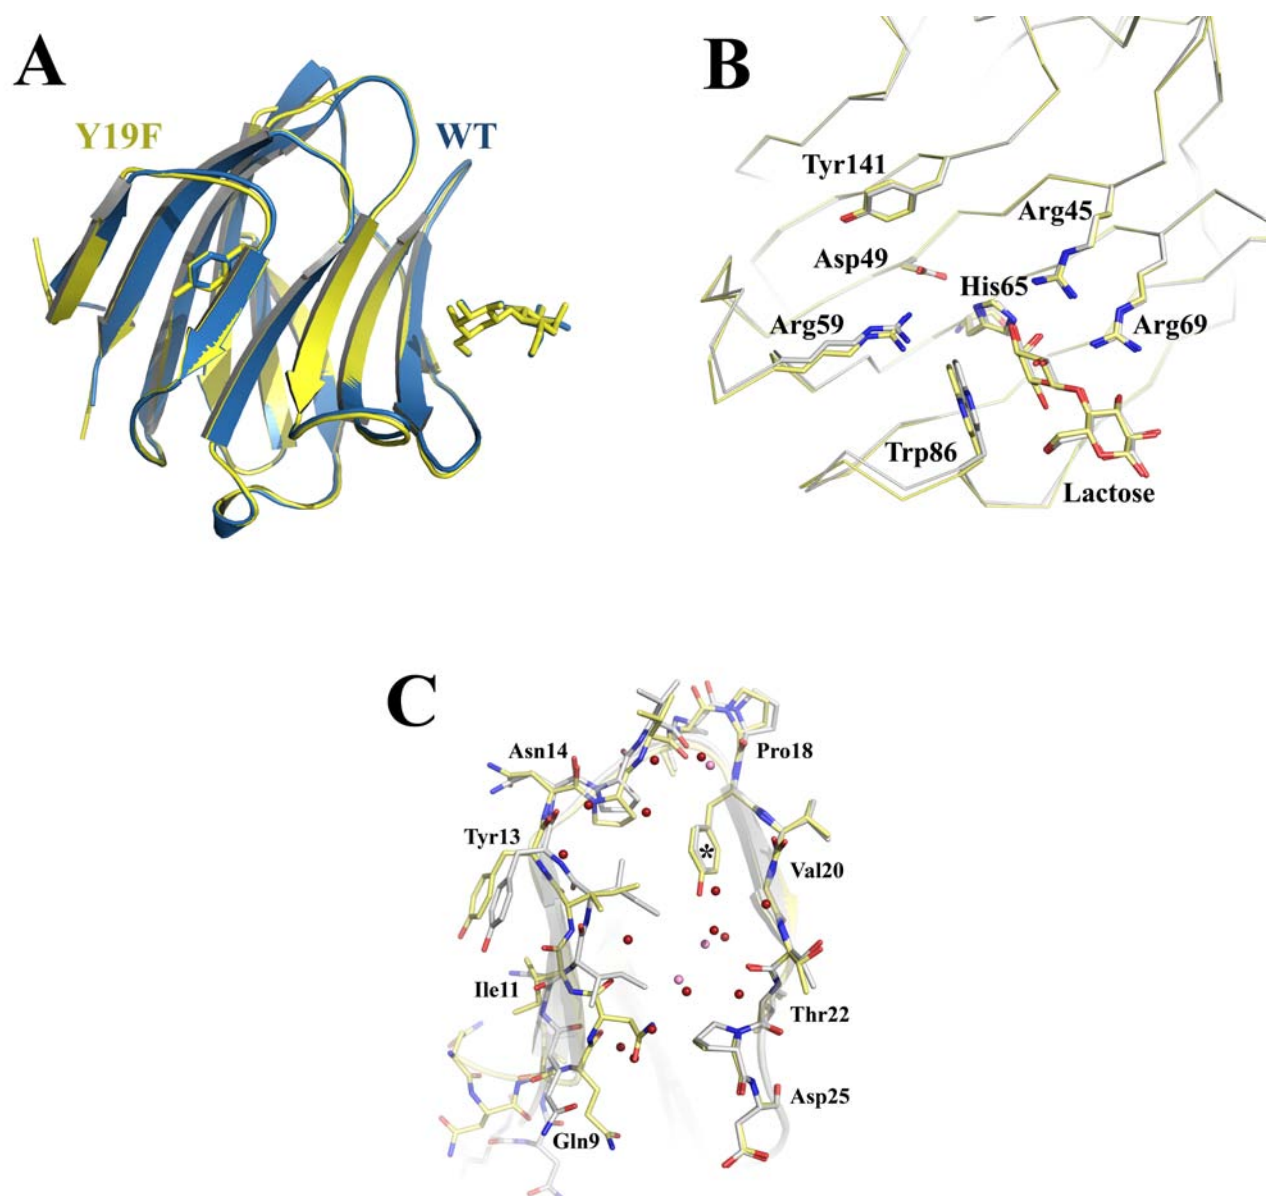 A
Y19F
WT
B
Tyr141
Arg45
Asp49
His65
Arg59
Arg69
Trp86
Lactose
C
Asn14
Pro18
Tyr13
*
Val20
Ile11
Thr22
Asp25
Gln9